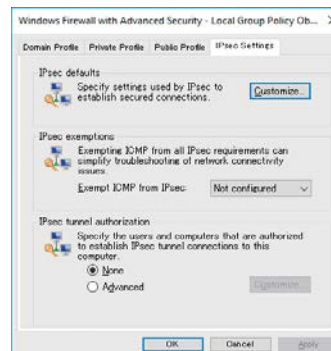 Windows Firewall with Advanced Security - Local Group Policy Ob...
Domain Profile Private Profile Public Profile IPsec Settings
IPsec defaults
Specify settings used by IPsec to
establish secured connections.
Customize...
IPsec exemptions
Exempting ICMP from all IPsec requirements can
simplify troubleshooting of network connectivity
issues.
Exempt ICMP from IPsec: Not configured
IPsec tunnel authorization
Specify the users and computers that are authorized
to establish IPsec tunnel connections to this
computer.
None
Advanced
Customize...
OK Cancel Apply